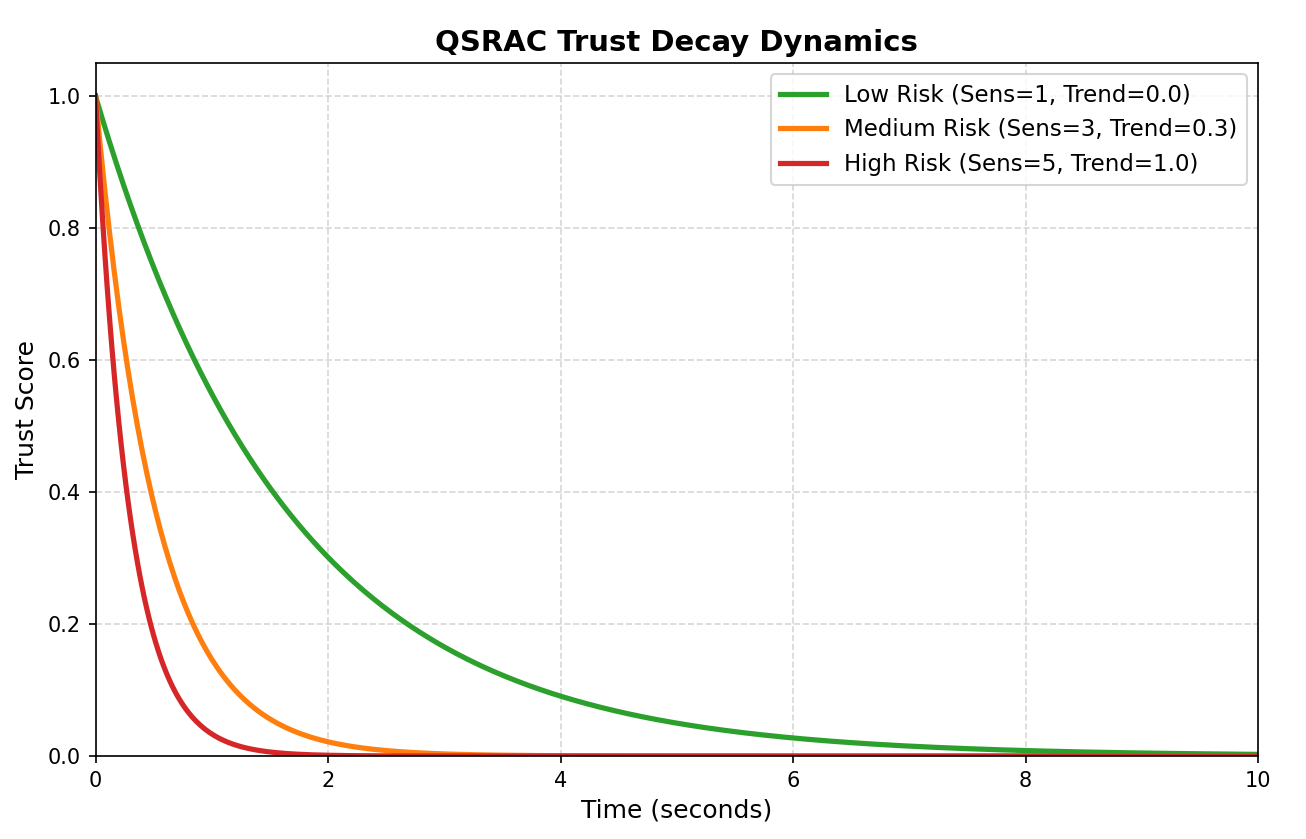 QSRAC Trust Decay Dynamics
Low Risk (Sens=1, Trend=0.0)
Medium Risk (Sens=3, Trend=0.3)
High Risk (Sens=5, Trend=1.0)
Trust Score
1.0
0.8
0.6
0.4
0.2
0.0
0 2 4 6 8 10
Time (seconds)